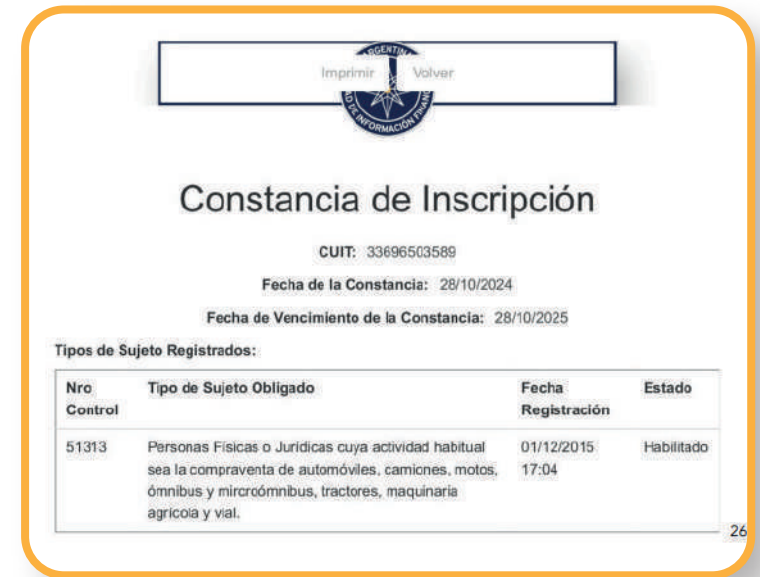 ARGENTINA
Imprimir Volver
DE INFORMACIÓN
Constancia de Inscripción
CUIT: 33696503589
Fecha de la Constancia: 28/10/2024
Fecha de Vencimiento de la Constancia: 28/10/2025
Tipos de Sujeto Registrados:
Nro Control Tipo de Sujeto Obligado Fecha Registración Estado
51313 Personas Físicas o Jurídicas cuya actividad habitual 01/12/2015 Habilitado
sea la compraventa de automóviles, camiones, motos, 17:04
ómnibus y mircroómnibus, tractores, maquinaria
agrícola y vial.
26